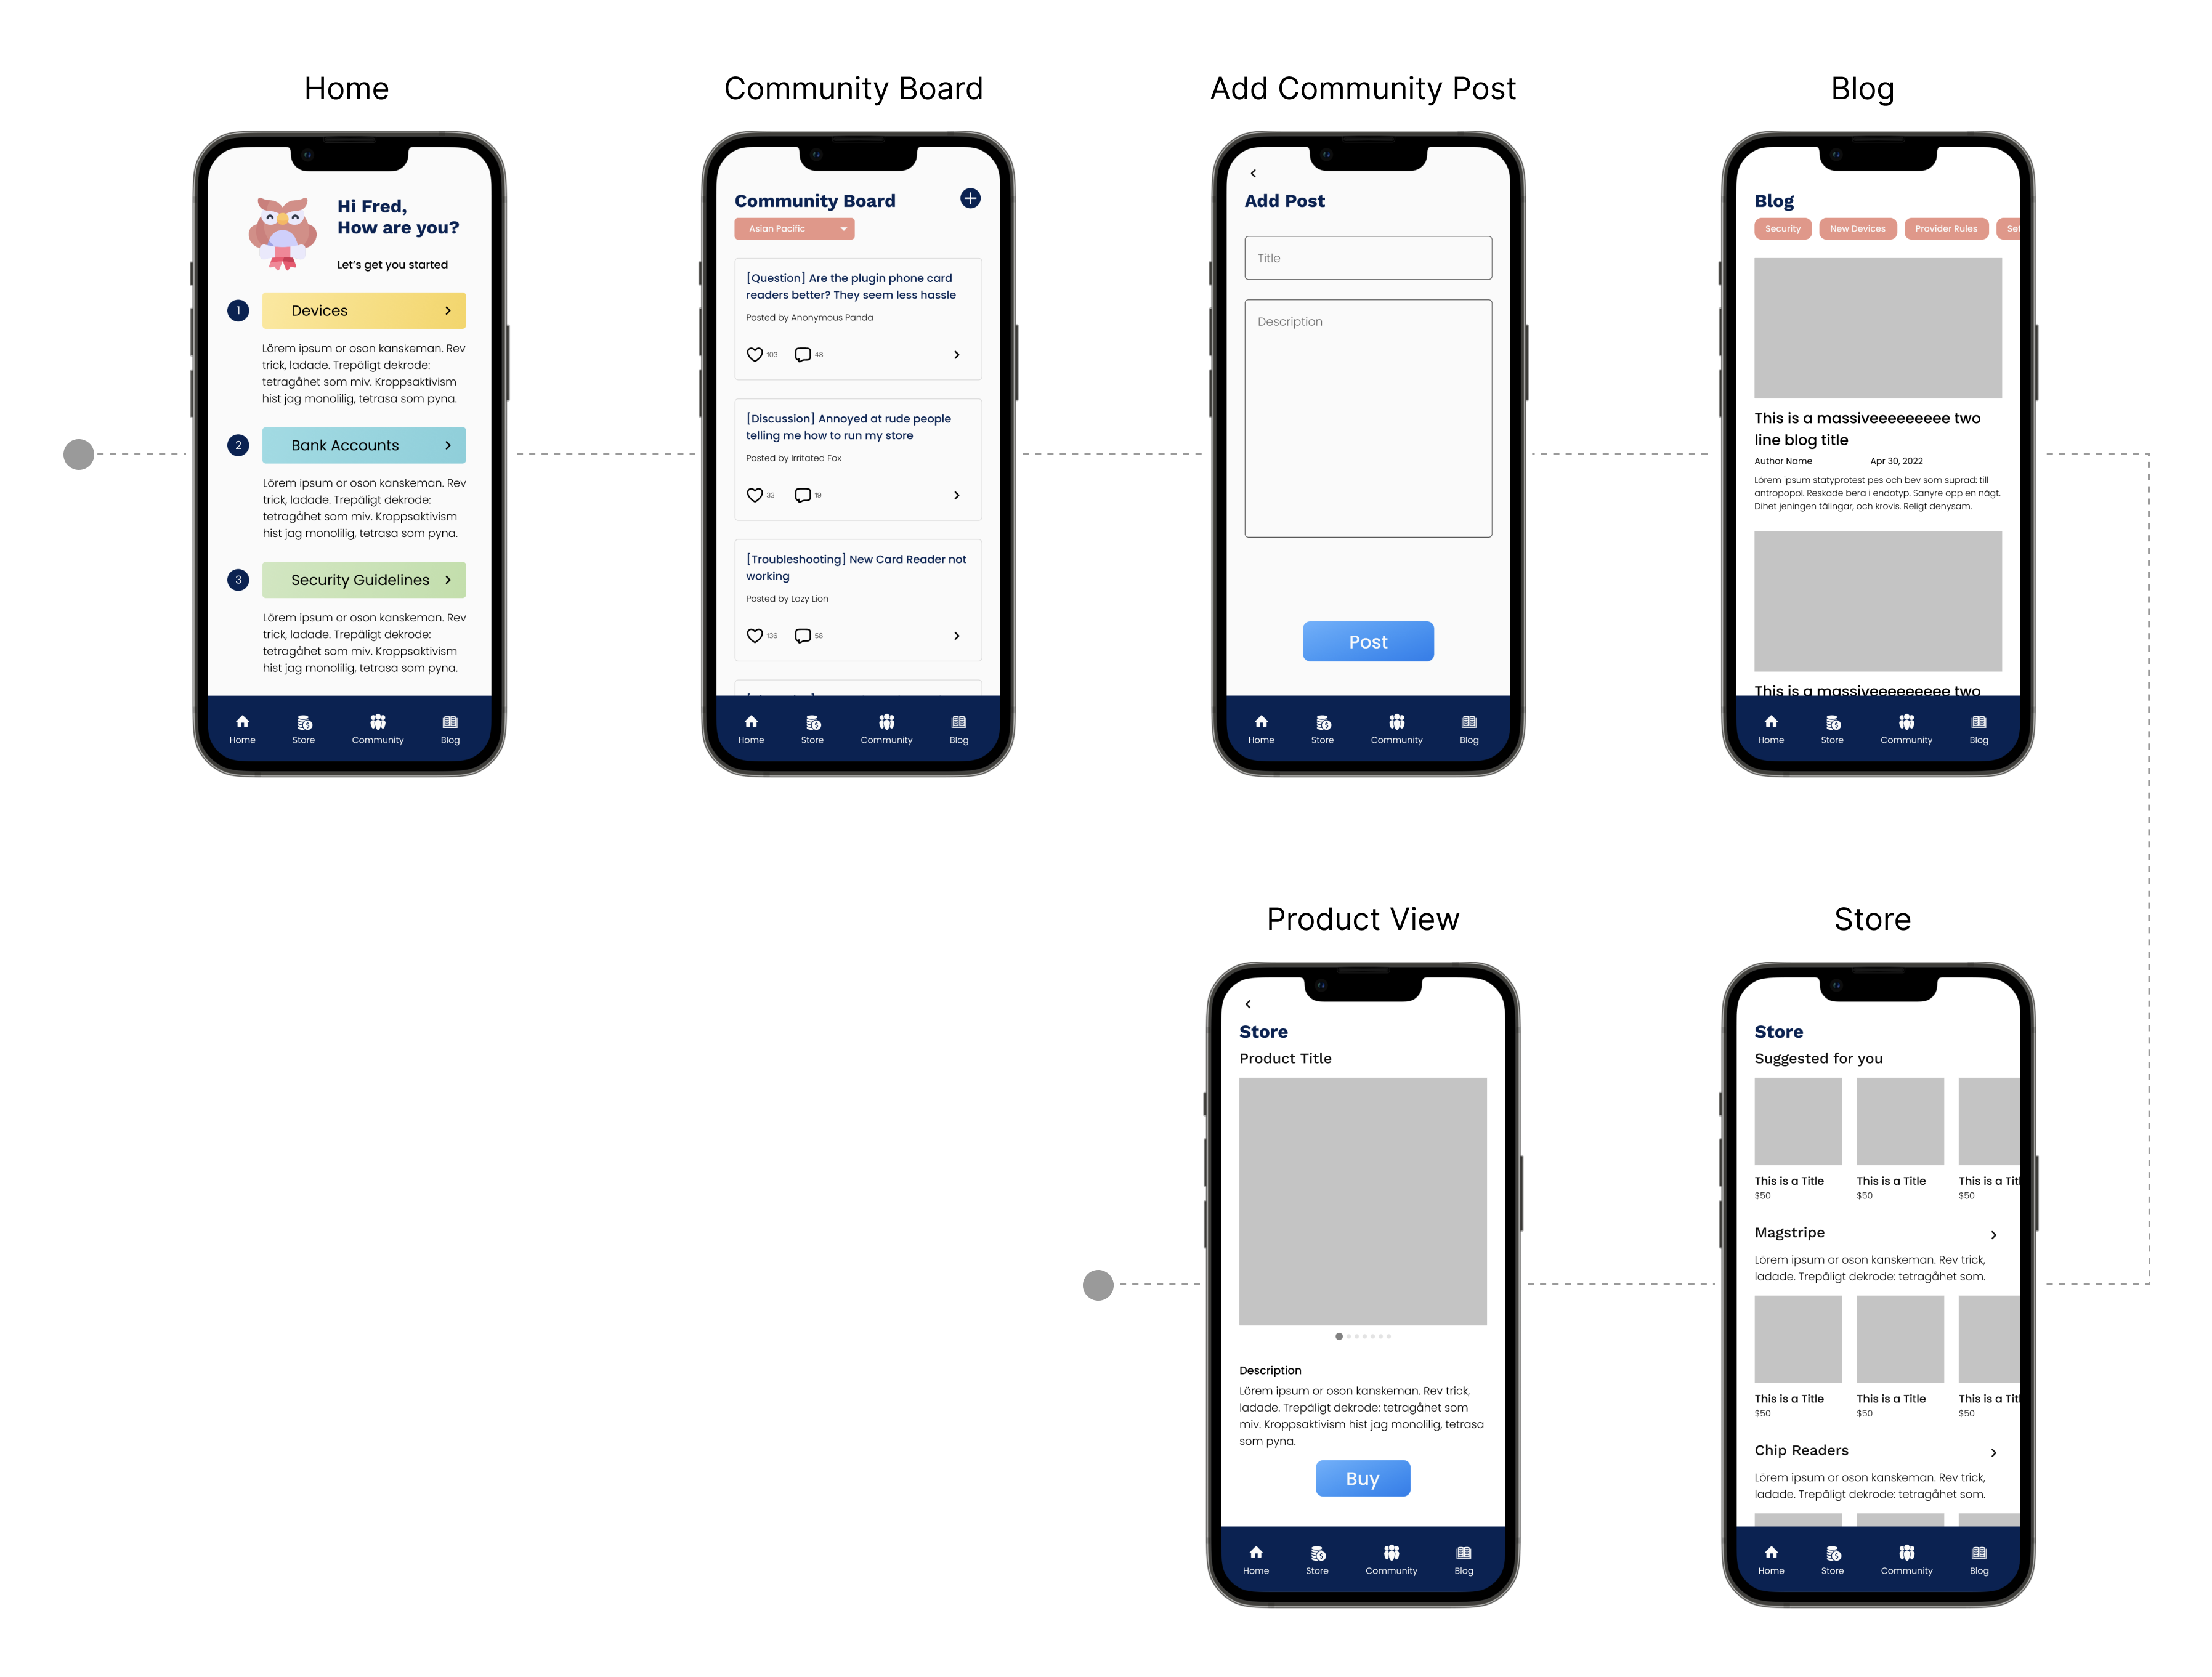 Home
Hi Fred,
How are you?
Let's get you started
1
Devices
Lörem ipsum or oson kanskeman. Rev
trick, ladade. Trepäligt dekrode:
tetragåhet som miv. Kroppsaktivism
hist jag monolilig, tetrasa som pyna.
2
Bank Accounts
Lörem ipsum or oson kanskeman. Rev
trick, ladade. Trepäligt dekrode:
tetragåhet som miv. Kroppsaktivism
hist jag monolilig, tetrasa som pyna.
3
Security Guidelines
Lörem ipsum or oson kanskeman. Rev
trick, ladade. Trepäligt dekrode:
tetragåhet som miv. Kroppsaktivism
hist jag monolilig, tetrasa som pyna.
Home Store Community Blog
Community Board
Community Board
Asian Pacific
[Question] Are the plugin phone card
readers better? They seem less hassle
Posted by Anonymous Panda
103 48
[Discussion] Annoyed at rude people
telling me how to run my store
Posted by Irritated Fox
33 19
[Troubleshooting] New Card Reader not
working
Posted by Lazy Lion
136 58
Home Store Community Blog
Add Community Post
Add Post
Title
Description
Post
Home Store Community Blog
Blog
Blog
Security New Devices Provider Rules
This is a massiveeeeeeeee two
line blog title
Author Name Apr 30, 2022
Lörem ipsum statyprotest pes och bev som suprad: till
antropopol. Reskade bera i endotyp. Sanyre opp en någt.
Dihet jeningen tälingar, och krovis. Religt denysam.
This is a massiveeeeeeeee two
Home Store Community Blog
Product View
Store
Product Title
Description
Lörem ipsum or oson kanskeman. Rev trick,
ladade. Trepäligt dekrode: tetragåhet som
miv. Kroppsaktivism hist jag monolilig, tetrasa
som pyna.
Buy
Home Store Community Blog
Store
Store
Suggested for you
This is a Title This is a Title This is a Titl
$50 $50 $50
Magstripe
Lörem ipsum or oson kanskeman. Rev trick,
ladade. Trepäligt dekrode: tetragåhet som.
This is a Title This is a Title This is a Titl
$50 $50 $50
Chip Readers
Lörem ipsum or oson kanskeman. Rev trick,
ladade. Trepäligt dekrode: tetragåhet som.
Home Store Community Blog